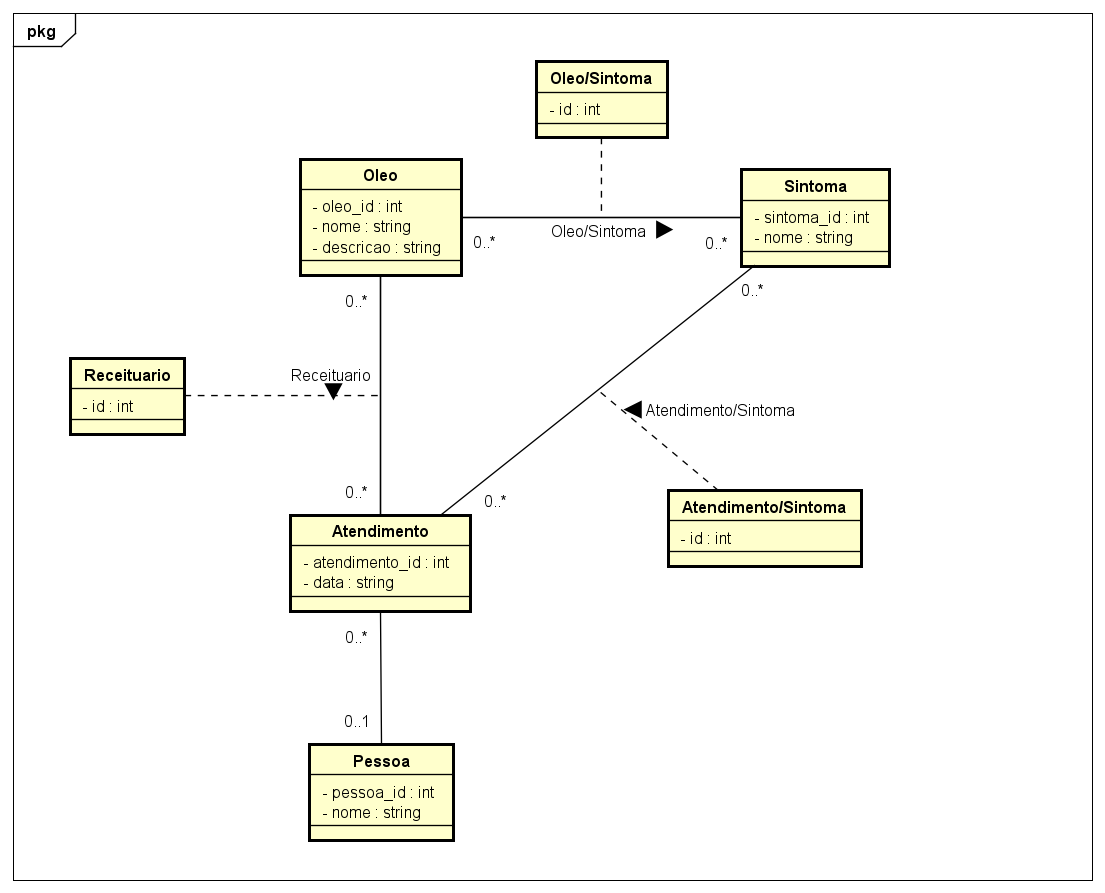 pkg
Oleo/Sintoma
- id : int
Oleo
- oleo_id : int
- nome : string
- descricao : string
Sintoma
- sintoma_id : int
- nome : string
Oleo/Sintoma
0..*
0..*
0..*
0..*
Receituario
- id : int
Receituario
Atendimento/Sintoma
0..*
0..*
Atendimento/Sintoma
- id : int
Atendimento
- atendimento_id : int
- data : string
0..*
0..1
Pessoa
- pessoa_id : int
- nome : string